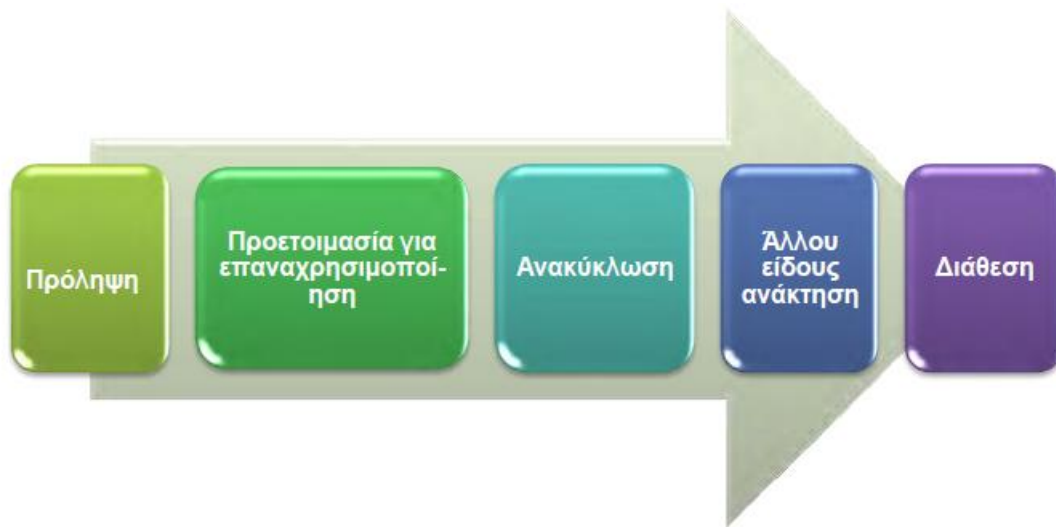 Πρόληψη
Προετοιμασία για
επαναχρησιμοποί-
ηση
Ανακύκλωση
Άλλου
είδους
ανάκτηση
Διάθεση